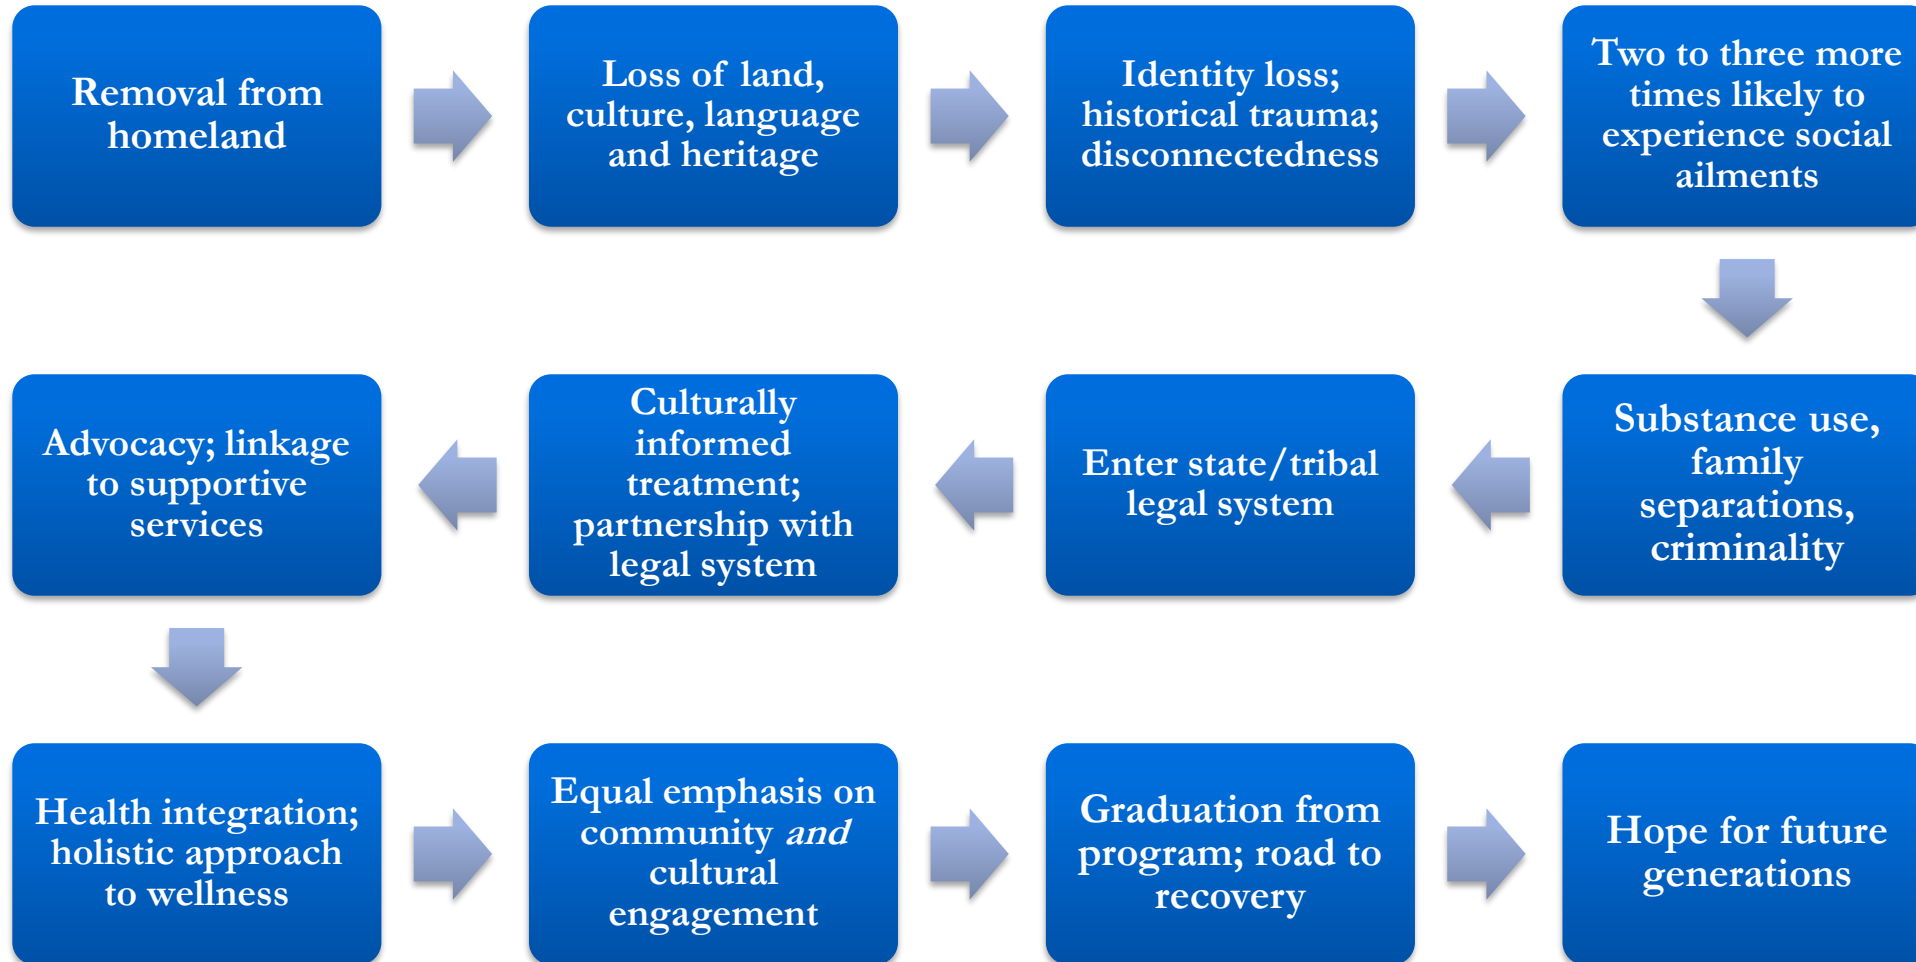 Removal from
homeland
Loss of land,
culture, language
and heritage
Identity loss;
historical trauma;
disconnectedness
Two to three more
times likely to
experience social
ailments
Substance use,
family
separations,
criminality
Enter state/tribal
legal system
Culturally
informed
treatment;
partnership with
legal system
Advocacy; linkage
to supportive
services
Health integration;
holistic approach
to wellness
Equal emphasis on
community and
cultural
engagement
Graduation from
program; road to
recovery
Hope for future
generations